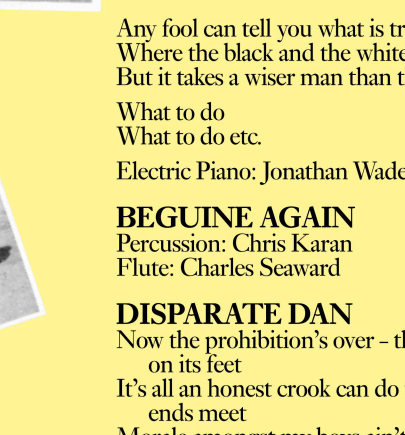 Any fool can tell you what is
Where the black and the white
But it takes a wiser man than
What to do
What to do etc.
Electric Piano: Jonathan Wade
BEGUINE AGAIN
Percussion: Chris Karan
Flute: Charles Seaward
DISPARATE DAN
Now the prohibition's over –
on its feet
It's all an honest crook can do
ends meet